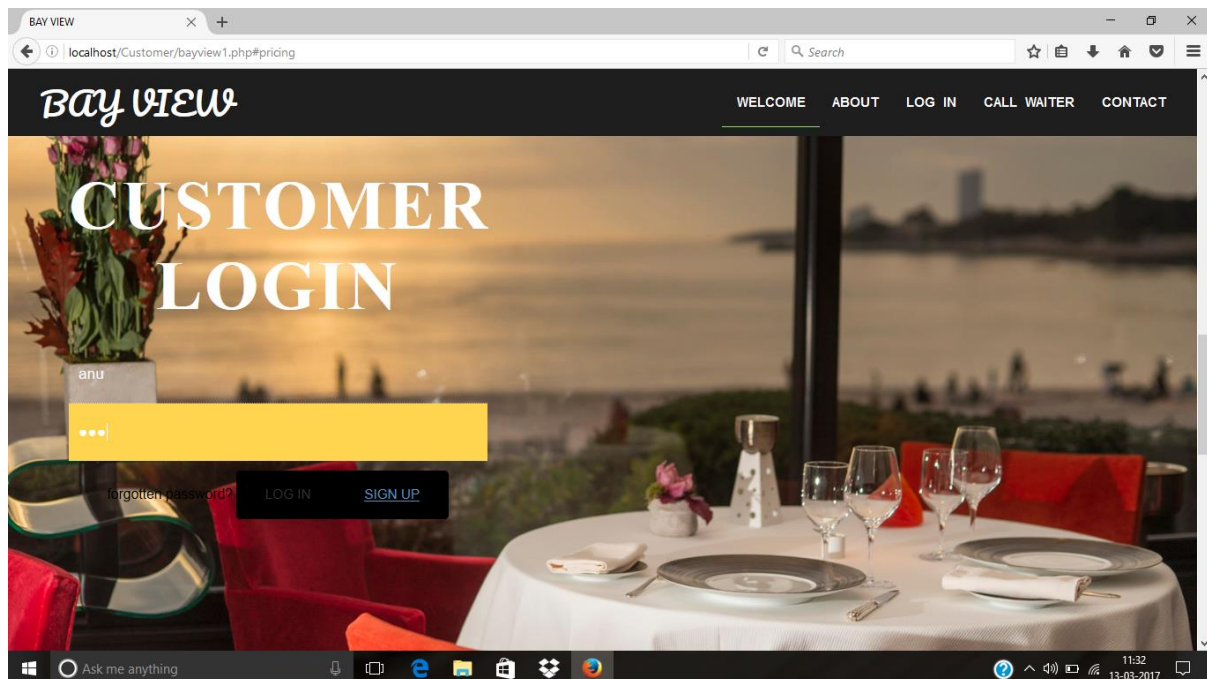 BAY VIEW
localhost/Customer/bayview1.php#pricing
Search
BAY VIEW
WELCOME ABOUT LOG IN CALL WAITER CONTACT
CUSTOMER
LOGIN
anu
•••
forgotten password? LOG IN SIGN UP
Ask me anything
11:32
13-03-2017